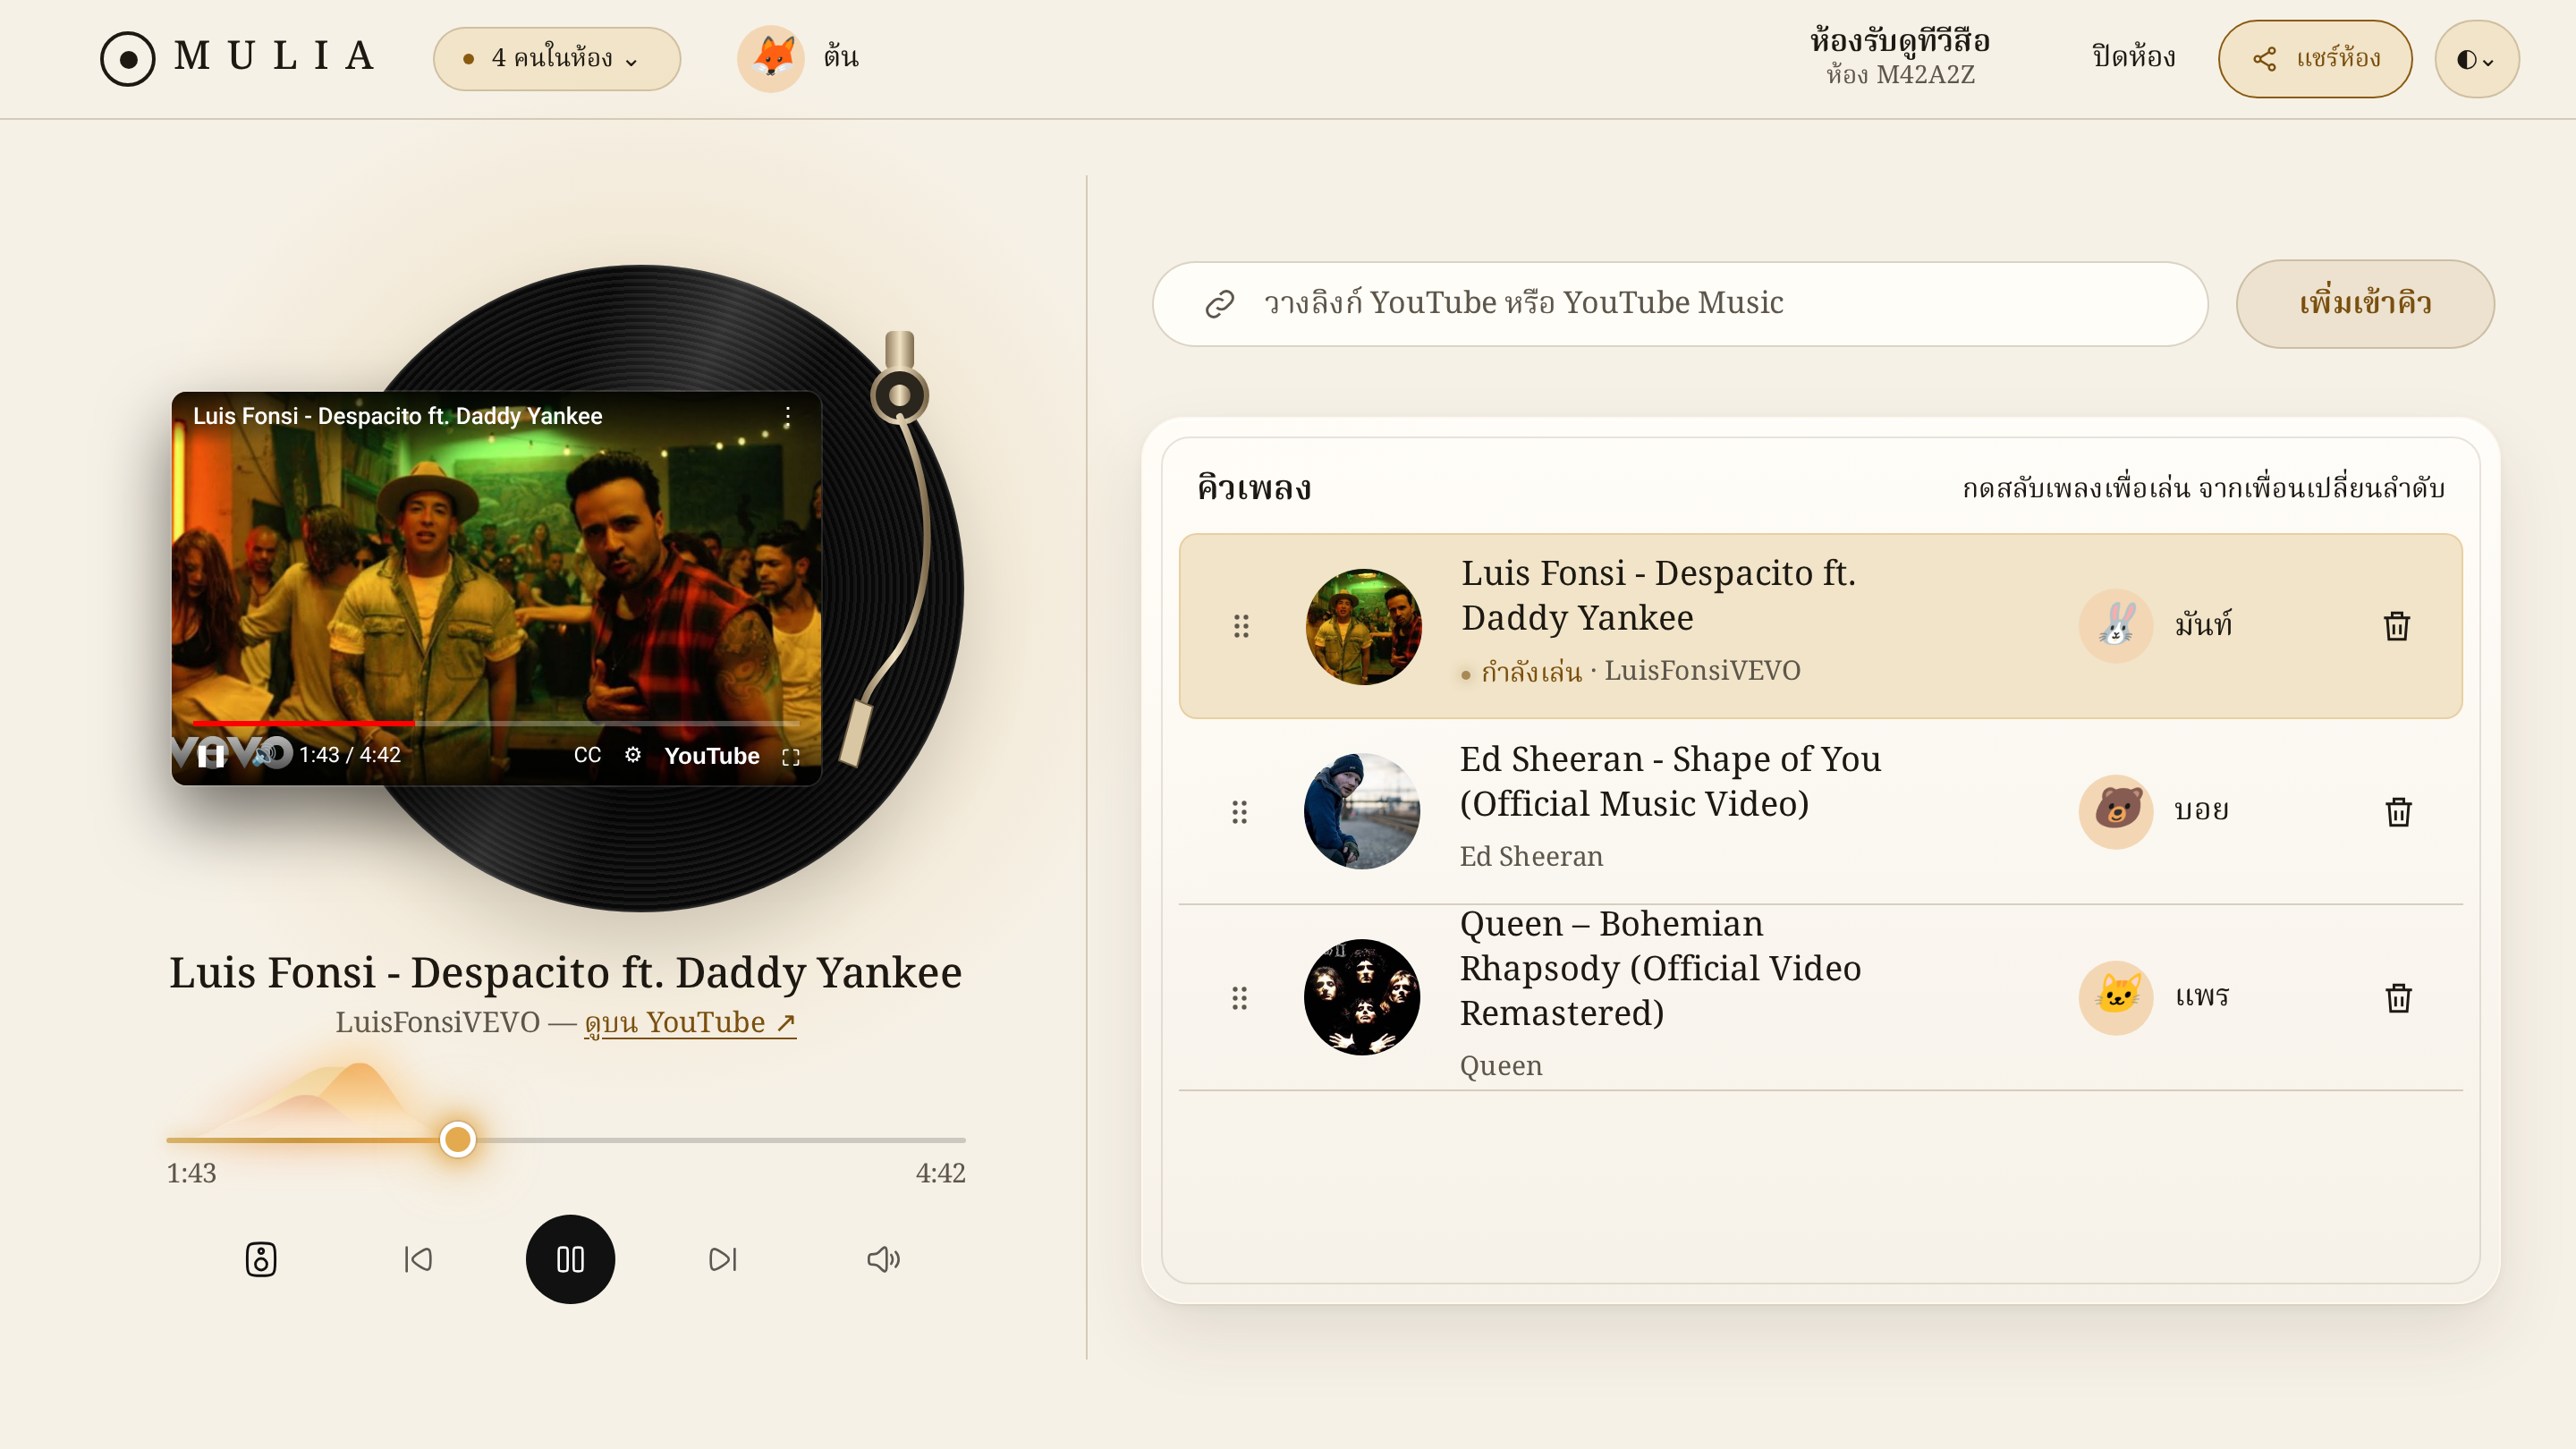 MULIA
4 คนในห้อง
ต้น
ห้องรับดูทีวีสือ
ห้อง M42A2Z
ปิดห้อง
แชร์ห้อง
Luis Fonsi - Despacito ft. Daddy Yankee
vevo
1:43 / 4:42
CC
YouTube
Luis Fonsi - Despacito ft. Daddy Yankee
LuisFonsiVEVO — ดูบน YouTube ↗
1:43
4:42
วางลิงก์ YouTube หรือ YouTube Music
เพิ่มเข้าคิว
คิวเพลง
กดสลับเพลงเพื่อเล่น จากเพื่อนเปลี่ยนลำดับ
Luis Fonsi - Despacito ft.
Daddy Yankee
กำลังเล่น · LuisFonsiVEVO
มันท์
Ed Sheeran - Shape of You
(Official Music Video)
Ed Sheeran
บอย
Queen – Bohemian
Rhapsody (Official Video
Remastered)
Queen
แพร